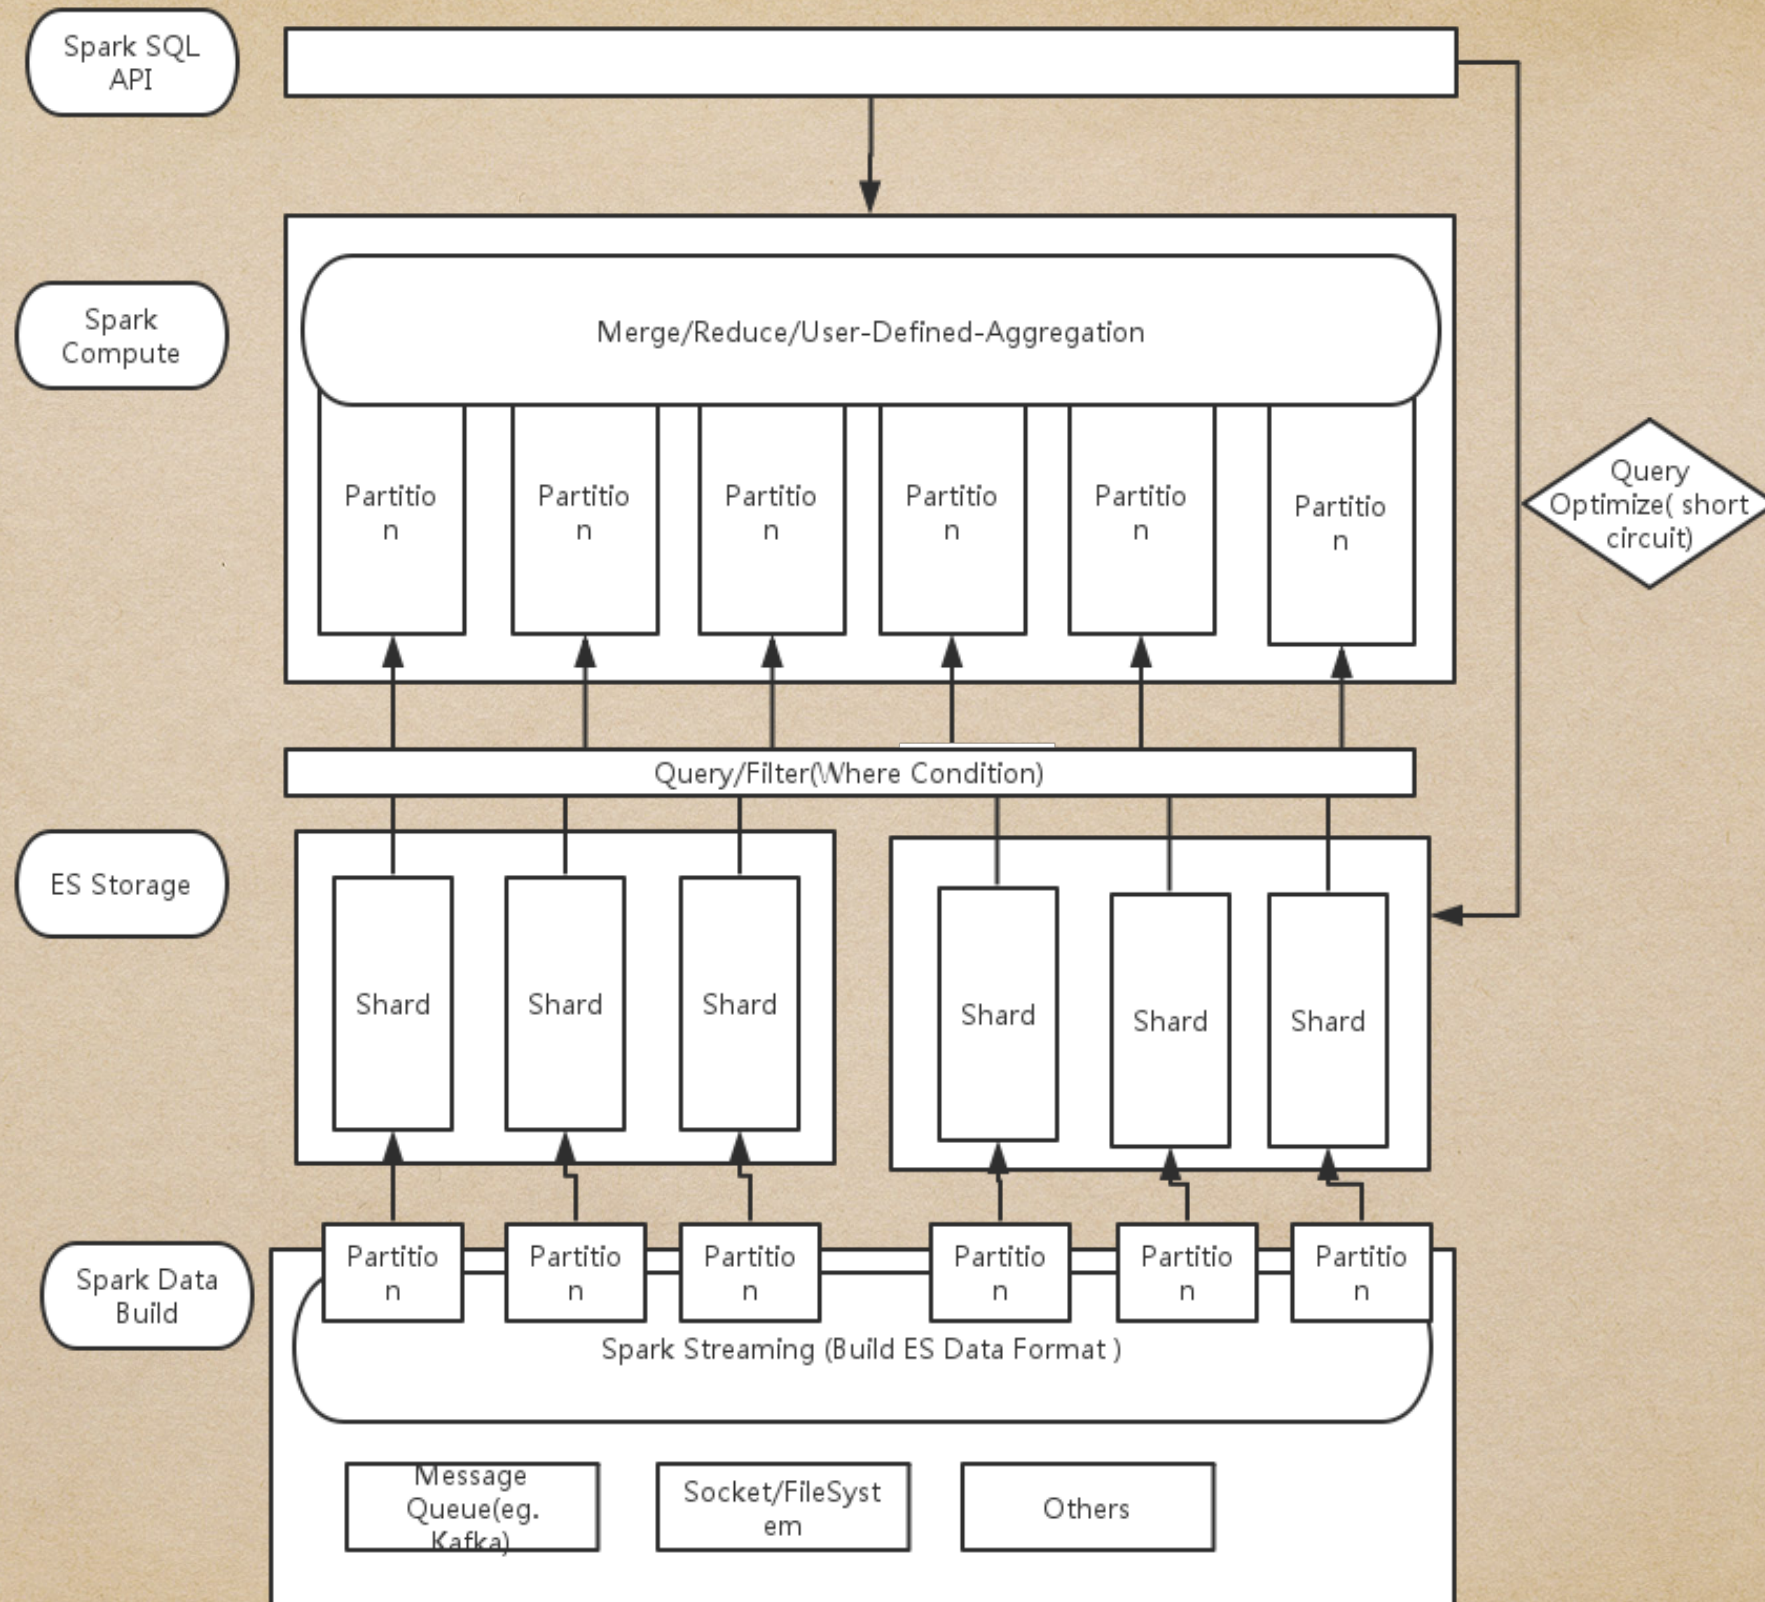 Spark SQL
API
Spark
Compute
Merge/Reduce/User-Defined-Aggregation
Partitio
n
Partitio
n
Partitio
n
Partitio
n
Partitio
n
Partitio
n
Query
Optimize( short
circuit)
Query/Filter(Where Condition)
ES Storage
Shard
Shard
Shard
Shard
Shard
Shard
Spark Data
Build
Partitio
n
Partitio
n
Partitio
n
Partitio
n
Partitio
n
Partitio
n
Spark Streaming (Build ES Data Format )
Message
Queue(eg.
Kafka)
Socket/FileSyst
em
Others